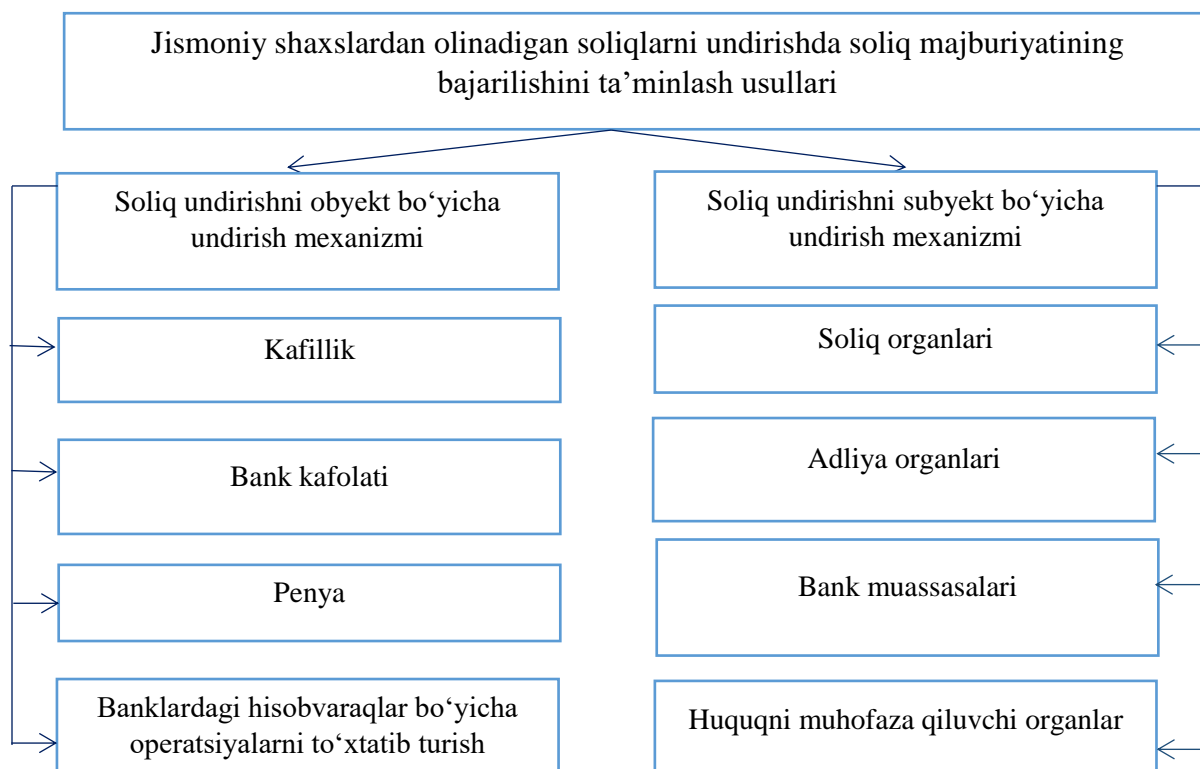 Jismoniy shaxslardan olinadigan soliqlarni undirishda soliq majburiyatining
bajarilishini ta’minlash usullari
Soliq undirishni obyekt bo‘yicha
undirish mexanizmi
Kafillik
Bank kafolati
Penya
Banklardagi hisobvaraqlar bo‘yicha
operatsiyalarni to‘xtatib turish
Soliq undirishni subyekt bo‘yicha
undirish mexanizmi
Soliq organlari
Adliya organlari
Bank muassasalari
Huquqni muhofaza qiluvchi organlar